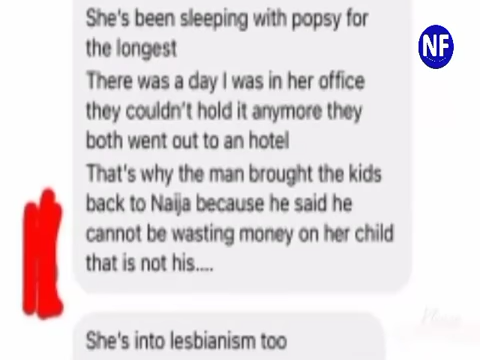 She's been sleeping with popsy for
the longest
There was a day I was in her office
they couldn't hold it anymore they
both went out to an hotel
That's why the man brought the kids
back to Naija because he said he
cannot be wasting money on her child
that is not his....
She's into lesbianism too
NF